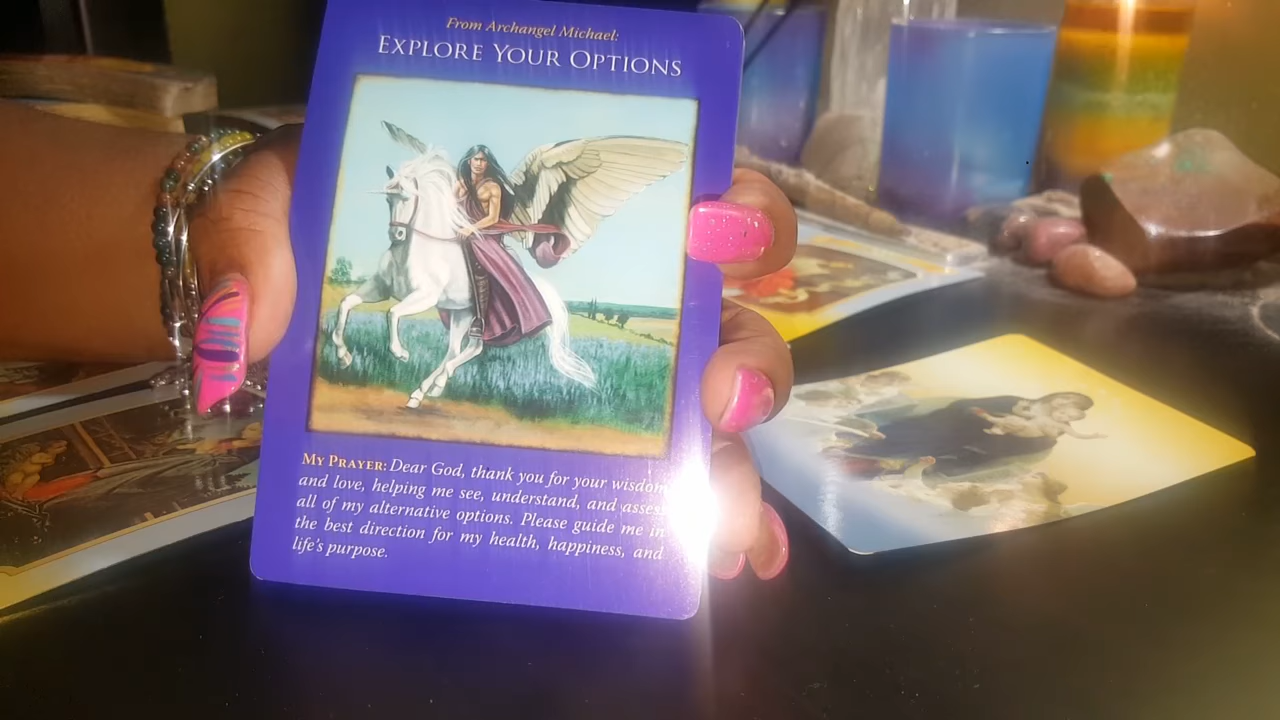 From Archangel Michael:
EXPLORE YOUR OPTIONS
MY PRAYER: Dear God, thank you for your wisdom
and love, helping me see, understand, and assess
all of my alternative options. Please guide me in
the best direction for my health, happiness, and
life's purpose.